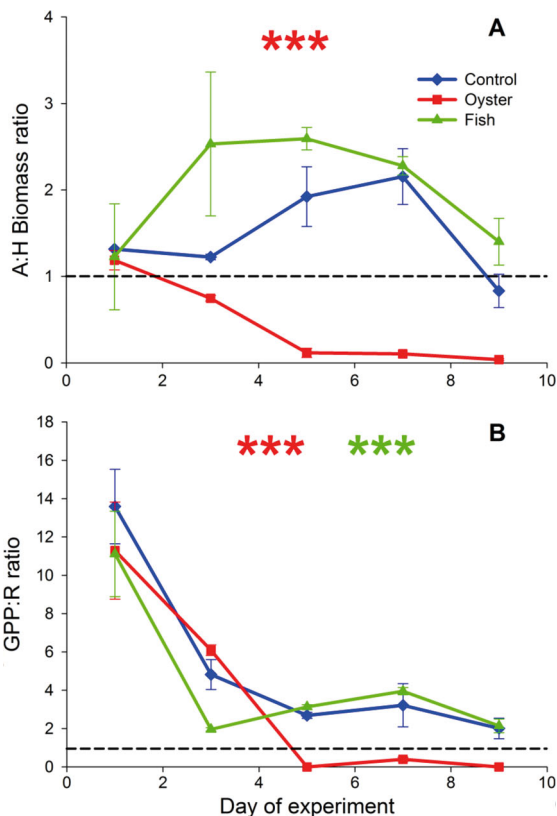 A
***
Control
Oyster
Fish
A:H Biomass ratio
4
3
2
1
0
0 2 4 6 8 10
B
*** ***
GPP:R ratio
18
16
14
12
10
8
6
4
2
0
0 2 4 6 8 10
Day of experiment